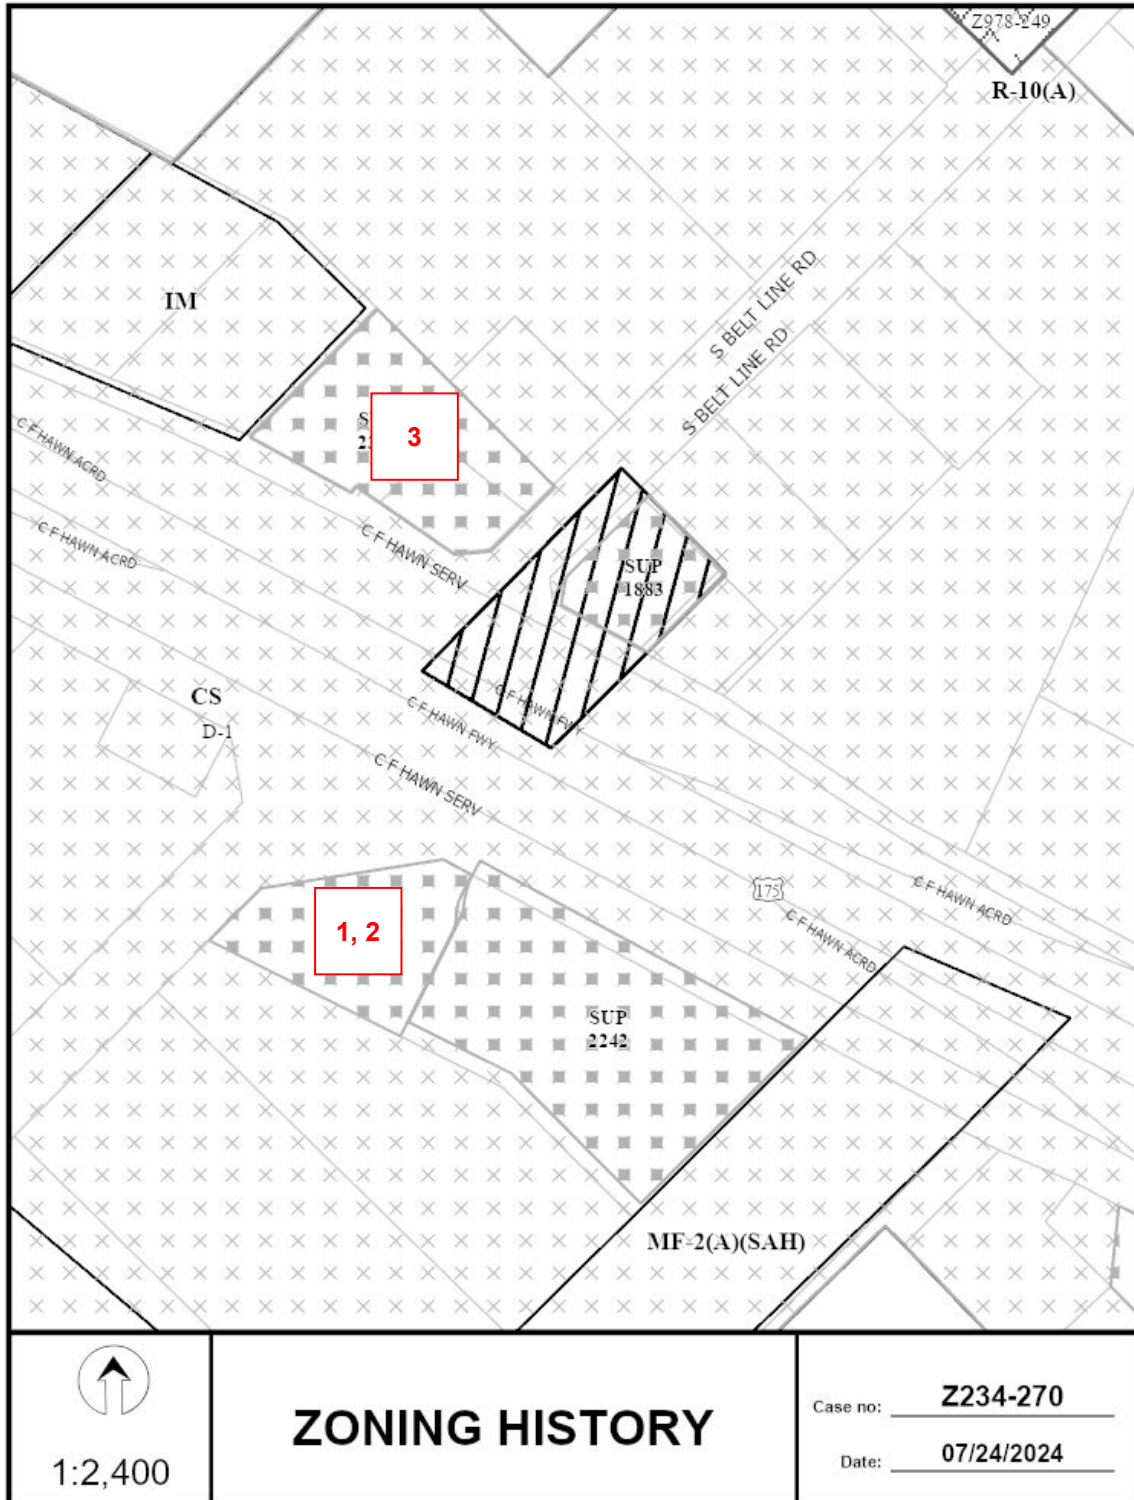 Z978-249
R-10(A)
S BELT LINE RD
S BELT LINE RD
IM
3
C F HAWN ACRD
C F HAWN ACRD
C F HAWN SERV
SUP
1883
CS
D-1
C F HAWN FWY
C F HAWN FWY
C F HAWN SERV
175
C F HAWN ACRD
C F HAWN ACRD
1, 2
SUP
2242
MF-2(A)(SAH)
1:2,400
ZONING HISTORY
Case no: Z234-270
Date: 07/24/2024